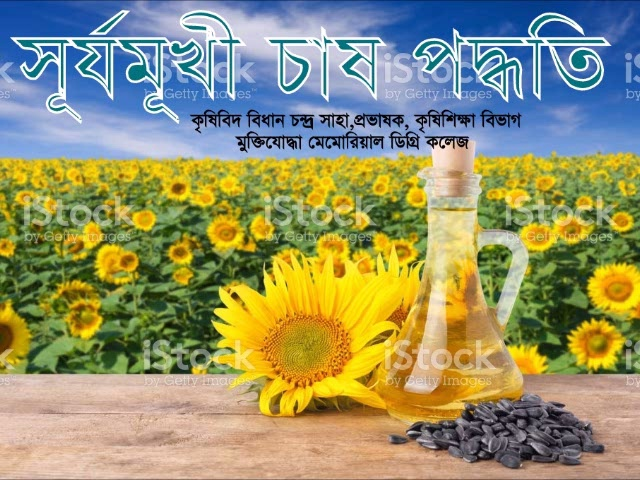 সূর্যমূখী চাষ পদ্ধতি
কৃষিবিদ বিধান চন্দ্র সাহা,প্রভাষক, কৃষিশিক্ষা বিভাগ
মুক্তিযোদ্ধা মেমোরিয়াল ডিগ্রি কলেজ
iStock
by Getty Images